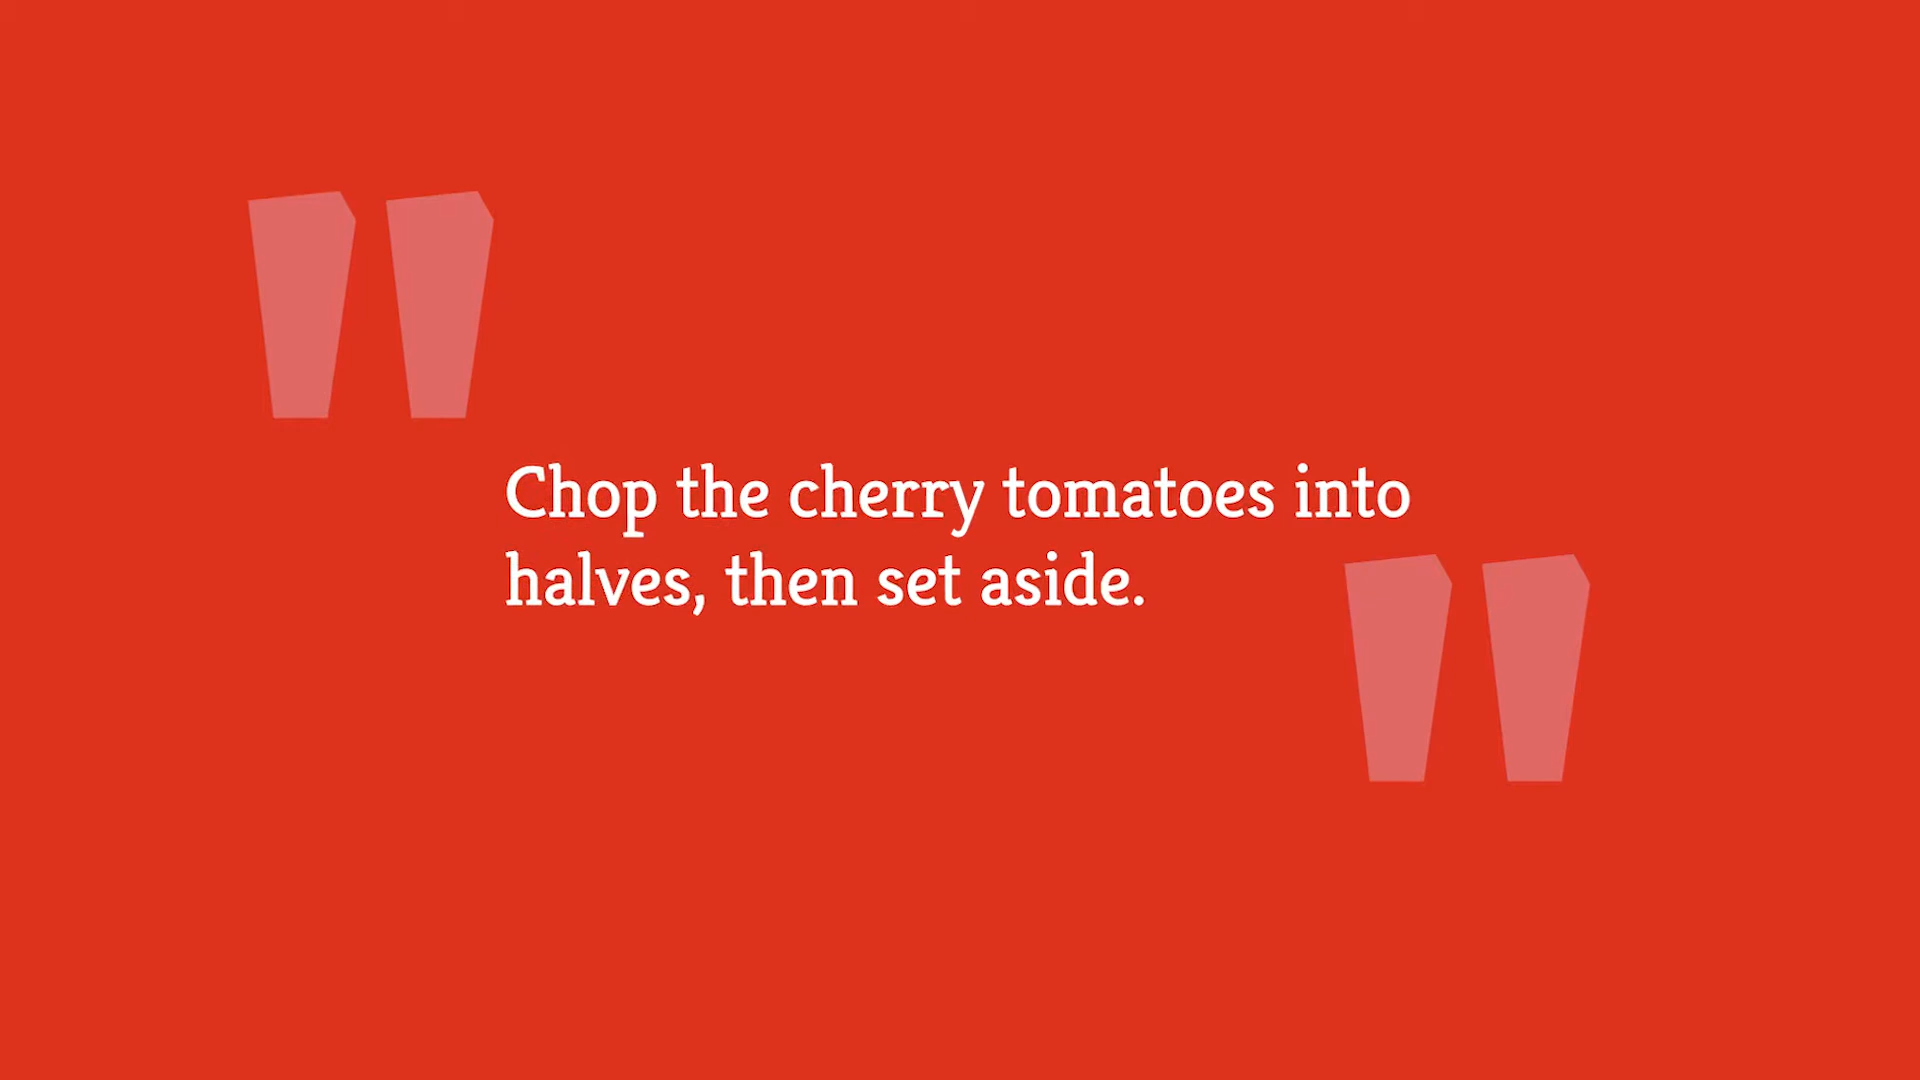 "
Chop the cherry tomatoes into
halves, then set aside.
"